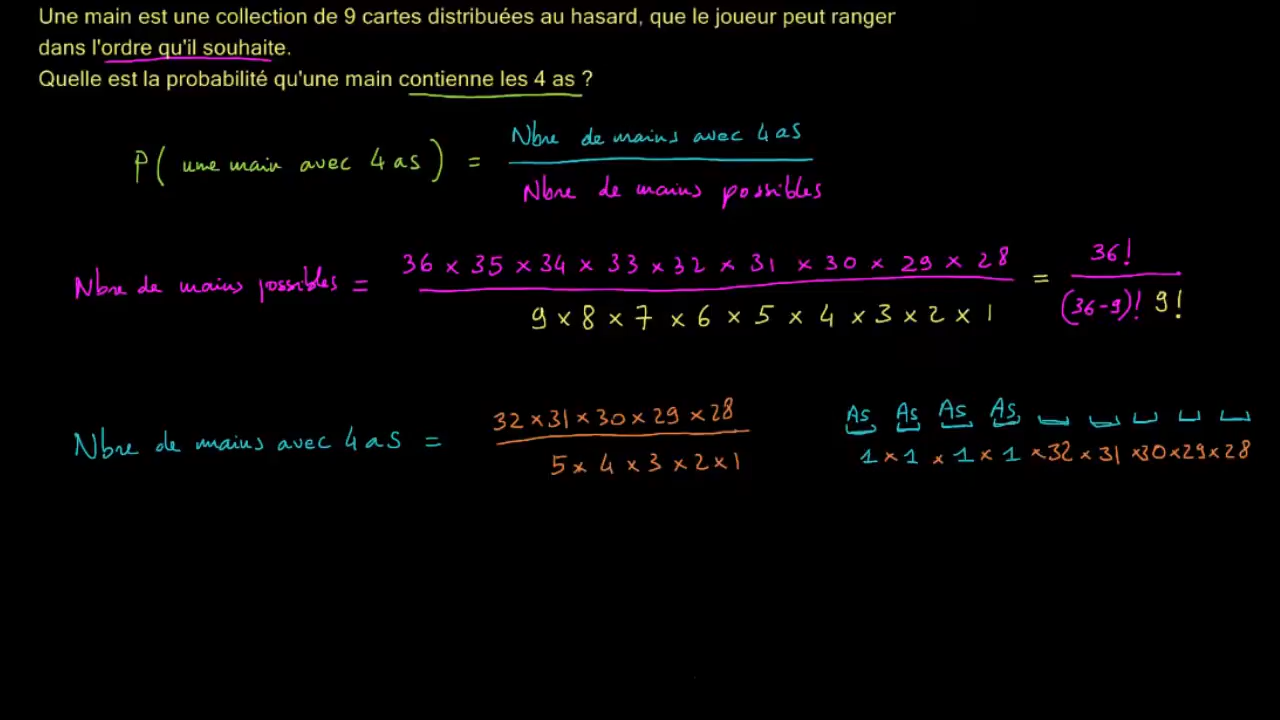 Une main est une collection de 9 cartes distribuées au hasard, que le joueur peut ranger
dans l'ordre qu'il souhaite.
Quelle est la probabilité qu'une main contienne les 4 as ?
P( une main avec 4 as ) = Nbre de mains avec 4 as
Nbre de mains possibles
Nbre de mains possibles = 36 × 35 × 34 × 33 × 32 × 31 × 30 × 29 × 28 = 36!
9 × 8 × 7 × 6 × 5 × 4 × 3 × 2 × 1 (36-9)! 9!
Nbre de mains avec 4 as = 32 × 31 × 30 × 29 × 28 As As As As
5 × 4 × 3 × 2 × 1 1 × 1 × 1 × 1 × 32 × 31 × 30 × 29 × 28